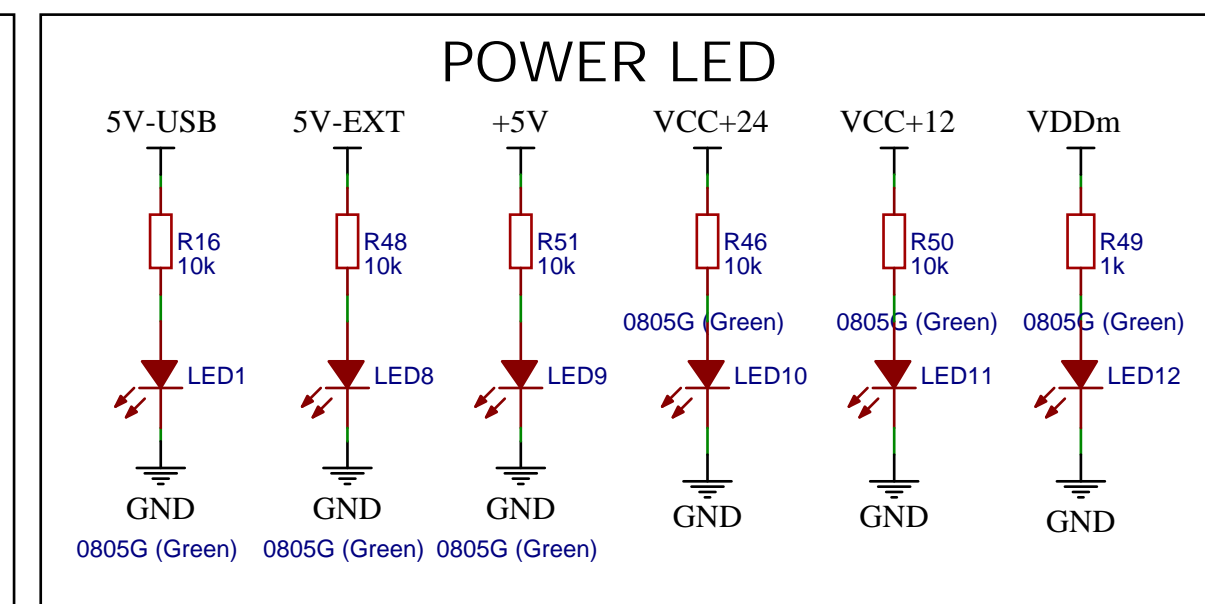 POWER LED
5V-USB
5V-EXT
+5V
VCC+24
VCC+12
VDDm
R16
10k
R48
10k
R51
10k
R46
10k
R50
10k
R49
1k
0805G (Green)
0805G (Green)
0805G (Green)
LED1
LED8
LED9
LED10
LED11
LED12
GND
GND
GND
GND
GND
GND
0805G (Green)
0805G (Green)
0805G (Green)